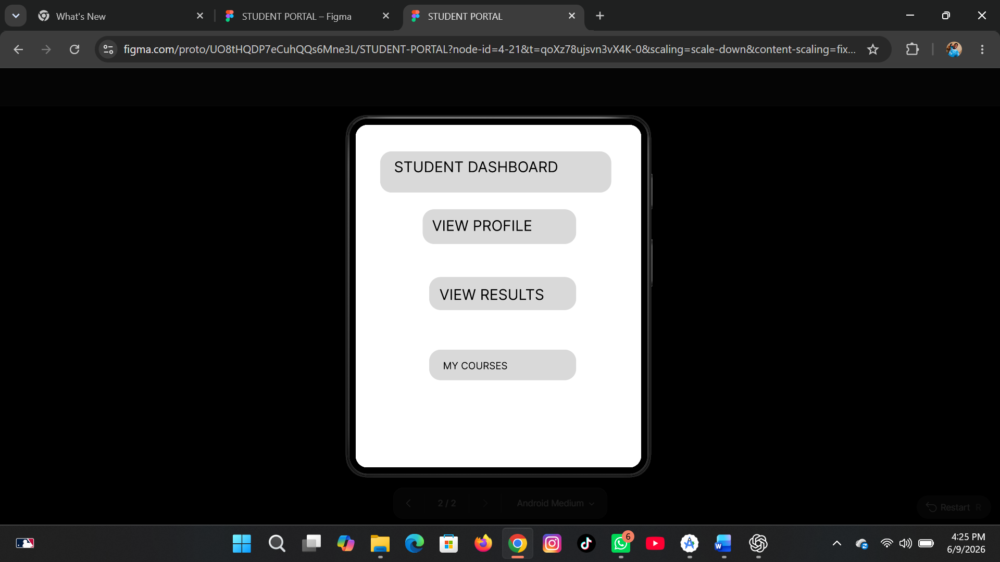 What's New
STUDENT PORTAL – Figma
STUDENT PORTAL
figma.com/proto/UO8tHQDP7eCuhQQs6Mne3L/STUDENT-PORTAL?node-id=4-21&t=qoXz78ujsvn3vX4K-0&scaling=scale-down&content-scaling=fix...
STUDENT DASHBOARD
VIEW PROFILE
VIEW RESULTS
MY COURSES
2 / 2
Android Medium
Restart R
6
W
4:25 PM
6/9/2026